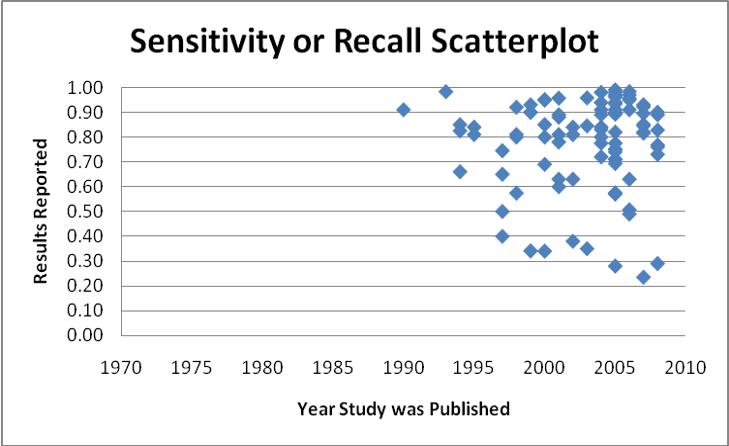 Sensitivity or Recall Scatterplot
1.00
0.90
0.80
0.70
0.60
0.50
0.40
0.30
0.20
0.10
0.00
Results Reported
1970 1975 1980 1985 1990 1995 2000 2005 2010
Year Study was Published